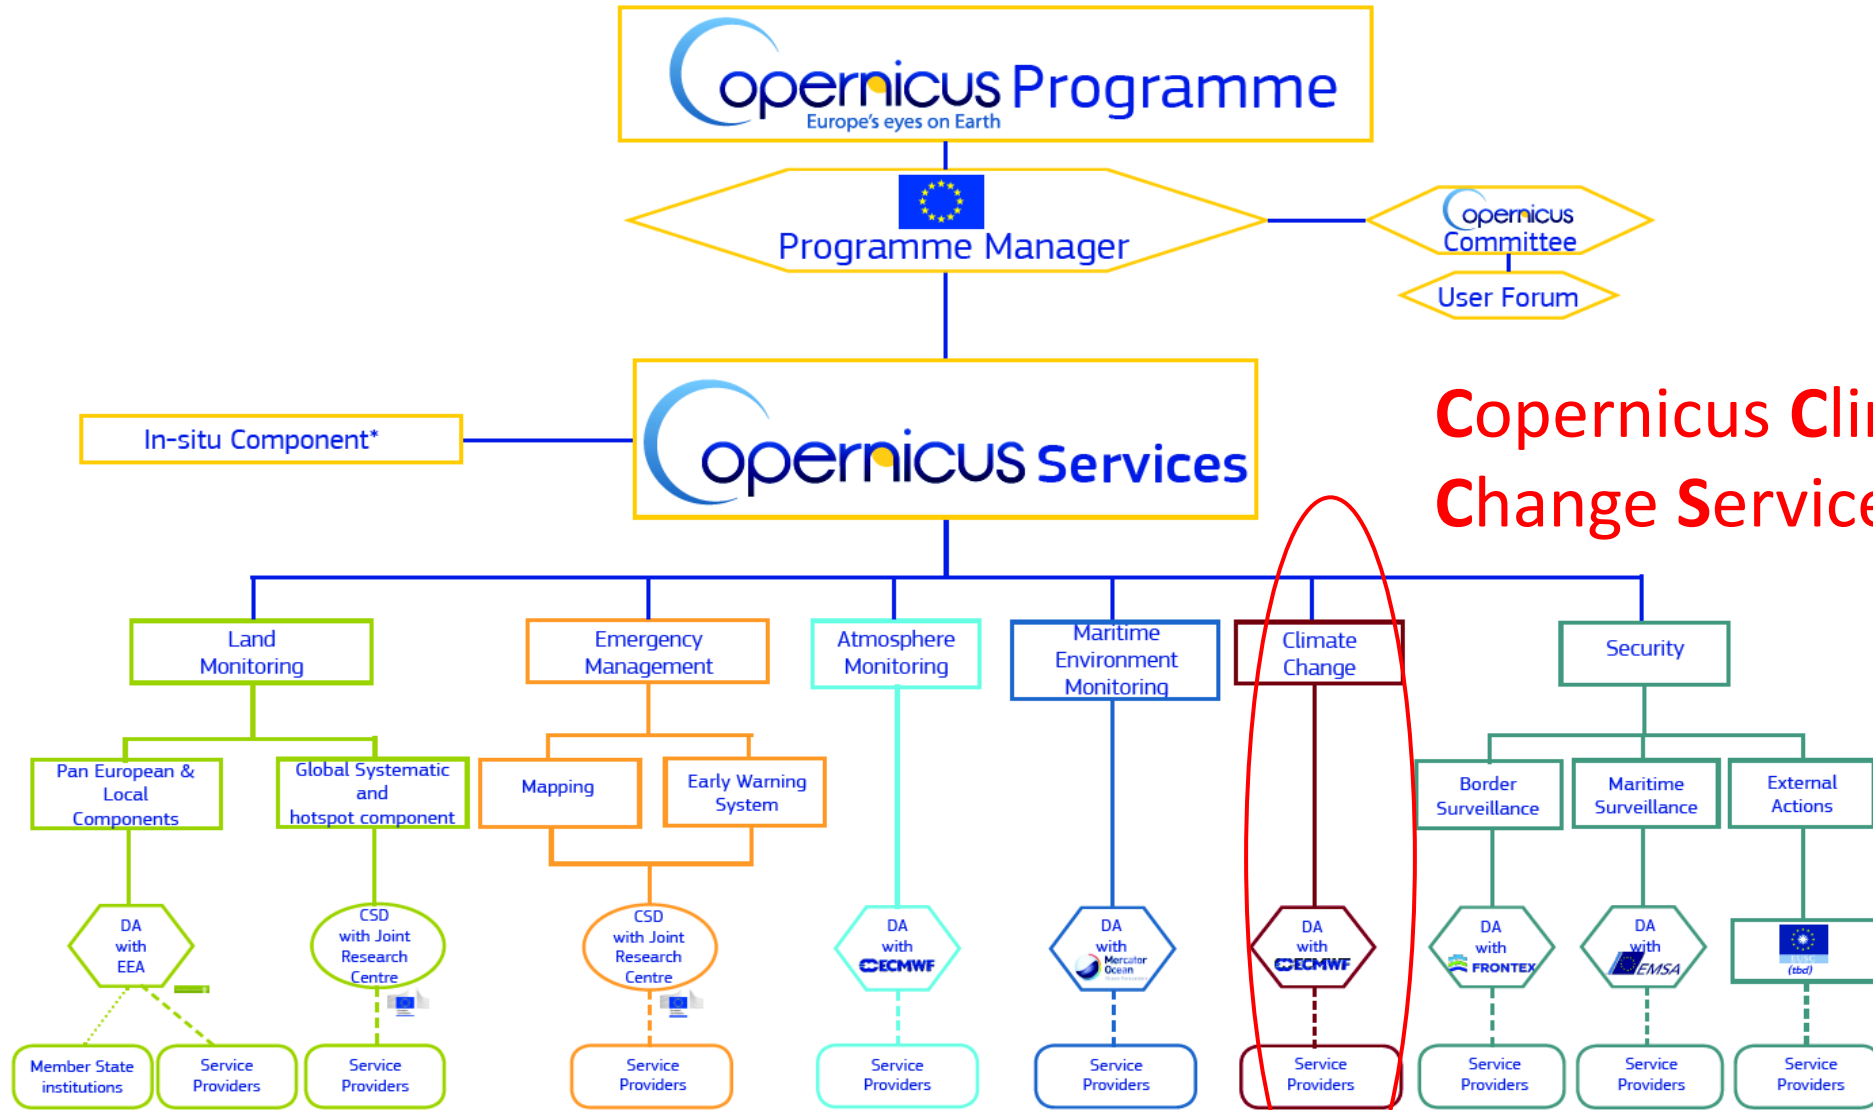 Copernicus Programme
Europe's eyes on Earth
Programme Manager
Copernicus
Committee
User Forum
In-situ Component*
Copernicus Services
Copernicus Cli
Change Service
Land
Monitoring
Emergency
Management
Atmosphere
Monitoring
Maritime
Environment
Monitoring
Climate
Change
Security
Pan European &
Local
Components
Global Systematic
and
hotspot component
Mapping
Early Warning
System
Border
Surveillance
Maritime
Surveillance
External
Actions
DA
with
EEA
CSD
with Joint
Research
Centre
CSD
with Joint
Research
Centre
DA
with
ECMWF
DA
with
Mercator
Ocean
DA
with
ECMWF
DA
with
FRONTEX
DA
with
EMSA
EUSC
(tbd)
Member State
institutions
Service
Providers
Service
Providers
Service
Providers
Service
Providers
Service
Providers
Service
Providers
Service
Providers
Service
Providers
Service
Providers